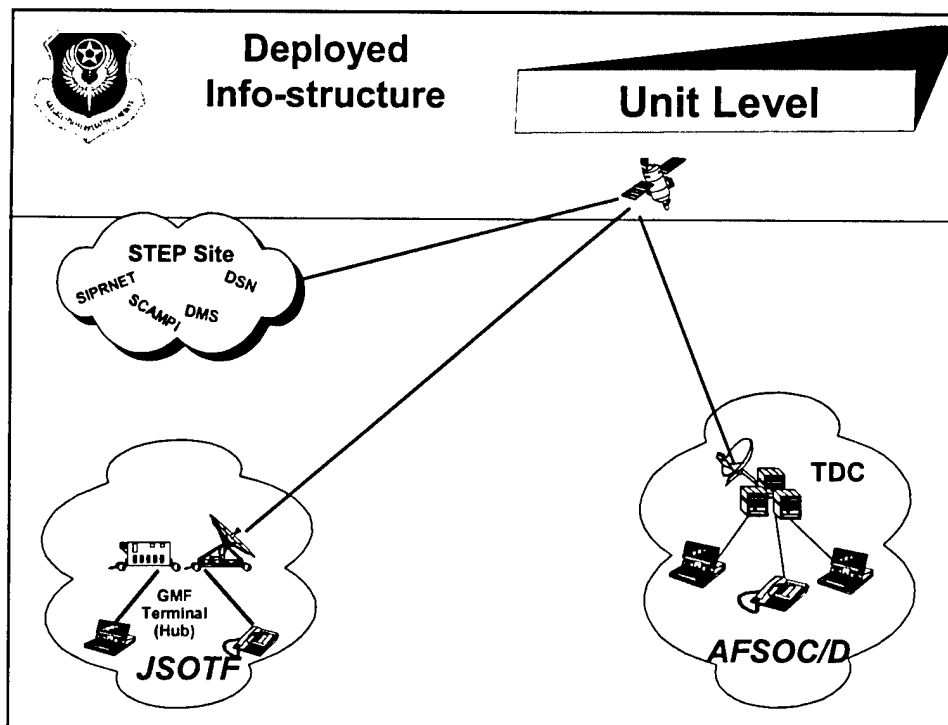 Deployed
Info-structure
Unit Level
STEP Site
SIPRNET
DSN
SCAMPI
DMS
TDC
GMF
Terminal
(Hub)
JSOTF
AFSOC/D